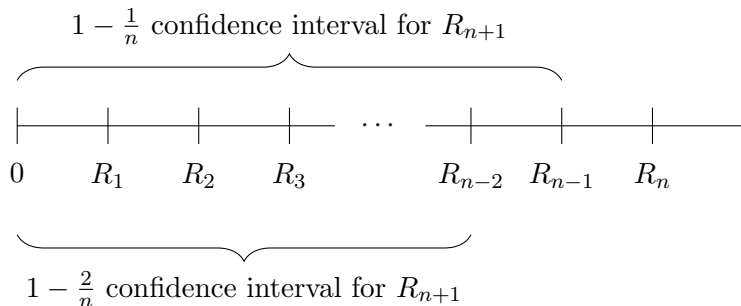 1 − 1/n confidence interval for R_{n+1}
⋯
0 R_1 R_2 R_3 R_{n−2} R_{n−1} R_n
1 − 2/n confidence interval for R_{n+1}